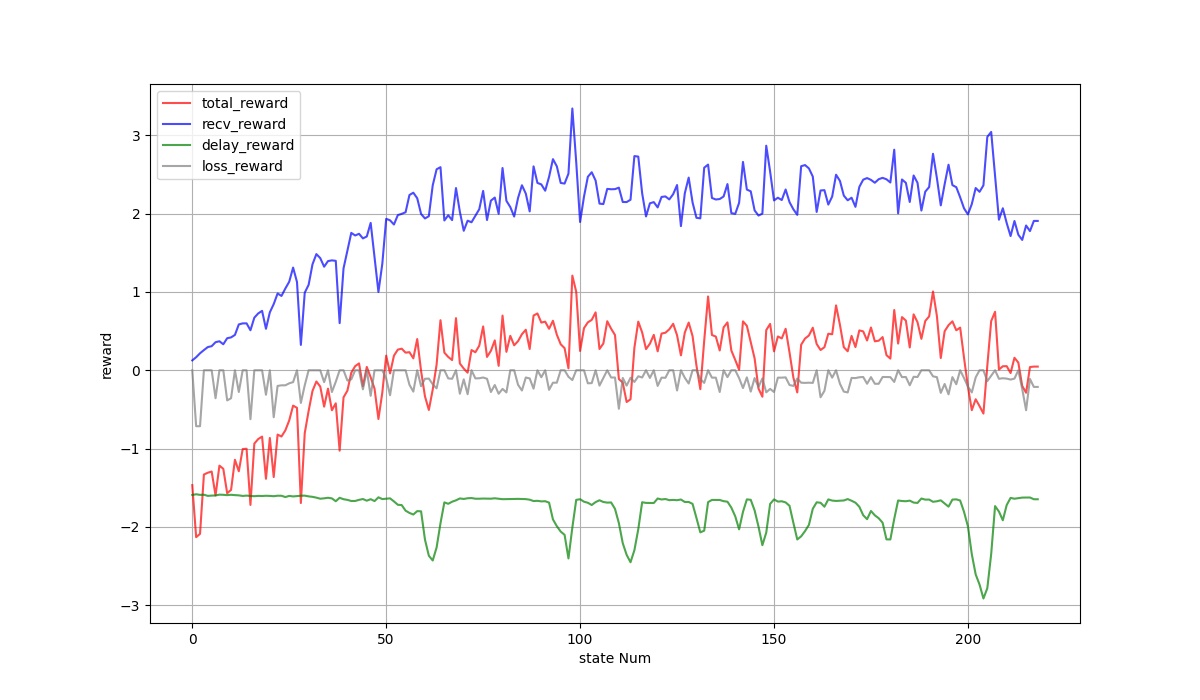 total_reward
recv_reward
delay_reward
loss_reward
3
2
1
0
−1
−2
−3
reward
0 50 100 150 200
state Num